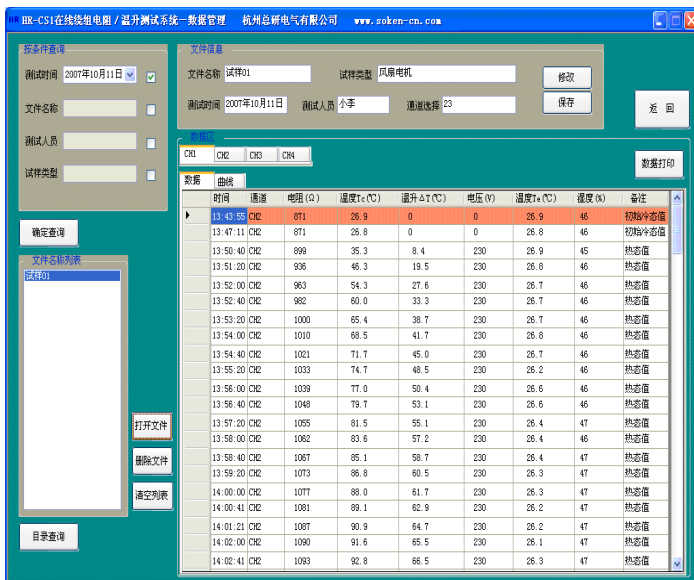 HR HR-CS1在线绕组电阻/温升测试系统—数据管理 杭州总研电气有限公司 www.soken-cn.com
按条件查询
测试时间 2007年10月11日
文件名称
测试人员
试样类型
确定查询
文件名称列表
试样01
打开文件
删除文件
清空列表
目录查询
文件信息
文件名称 试样01 试样类型 风扇电机 修改
测试时间 2007年10月11日 测试人员 小李 通道选择 23 保存
返 回
数据区
CH1 CH2 CH3 CH4
数据打印
数据 曲线
时间 通道 电阻(Ω) 温度Tc(℃) 温升ΔT(℃) 电压(V) 温度Te(℃) 湿度(%) 备注
13:43:55 CH2 871 26.9 0 0 26.9 46 初始冷态值
13:47:11 CH2 871 26.8 0 0 26.8 46 初始冷态值
13:50:40 CH2 899 35.3 8.4 230 26.9 45 热态值
13:51:20 CH2 936 46.3 19.5 230 26.8 46 热态值
13:52:00 CH2 963 54.3 27.6 230 26.7 46 热态值
13:52:40 CH2 982 60.0 33.3 230 26.7 46 热态值
13:53:20 CH2 1000 65.4 38.7 230 26.7 46 热态值
13:54:00 CH2 1010 68.5 41.7 230 26.8 46 热态值
13:54:40 CH2 1021 71.7 45.0 230 26.7 46 热态值
13:55:20 CH2 1033 74.7 48.5 230 26.2 46 热态值
13:56:00 CH2 1039 77.0 50.4 230 26.6 46 热态值
13:56:40 CH2 1048 79.7 53.1 230 26.6 46 热态值
13:57:20 CH2 1055 81.5 55.1 230 26.4 47 热态值
13:58:00 CH2 1062 83.6 57.2 230 26.4 46 热态值
13:58:40 CH2 1067 85.1 58.7 230 26.4 47 热态值
13:59:20 CH2 1073 86.8 60.5 230 26.3 47 热态值
14:00:00 CH2 1077 88.0 61.7 230 26.3 47 热态值
14:00:41 CH2 1081 89.1 62.9 230 26.2 47 热态值
14:01:21 CH2 1087 90.9 64.7 230 26.2 47 热态值
14:02:00 CH2 1090 91.6 65.5 230 26.1 47 热态值
14:02:41 CH2 1093 92.8 66.5 230 26.3 47 热态值